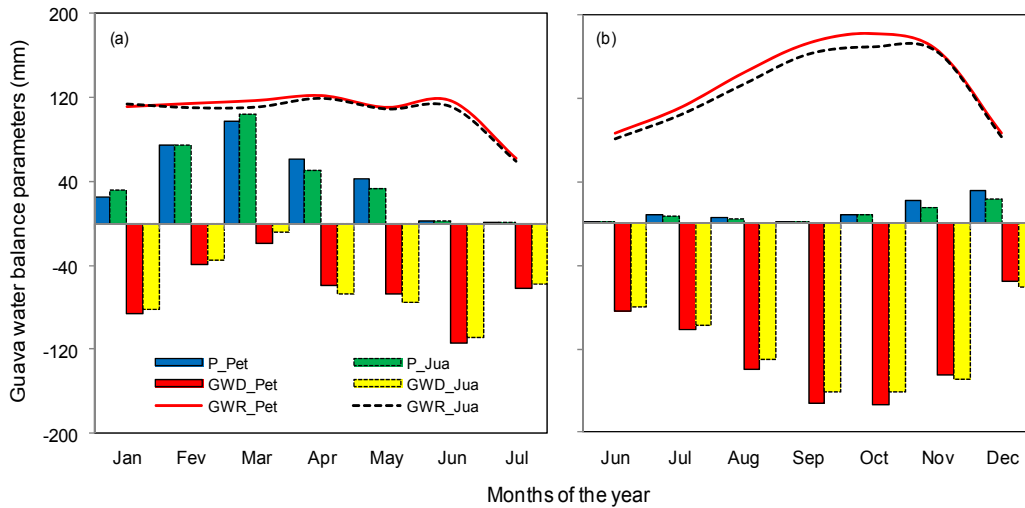 Guava water balance parameters (mm)
200
120
40
-40
-120
-200
(a)
P_Pet
P_Jua
GWD_Pet
GWD_Jua
GWR_Pet
GWR_Jua
Jan Fev Mar Apr May Jun Jul
(b)
Jun Jul Aug Sep Oct Nov Dec
Months of the year